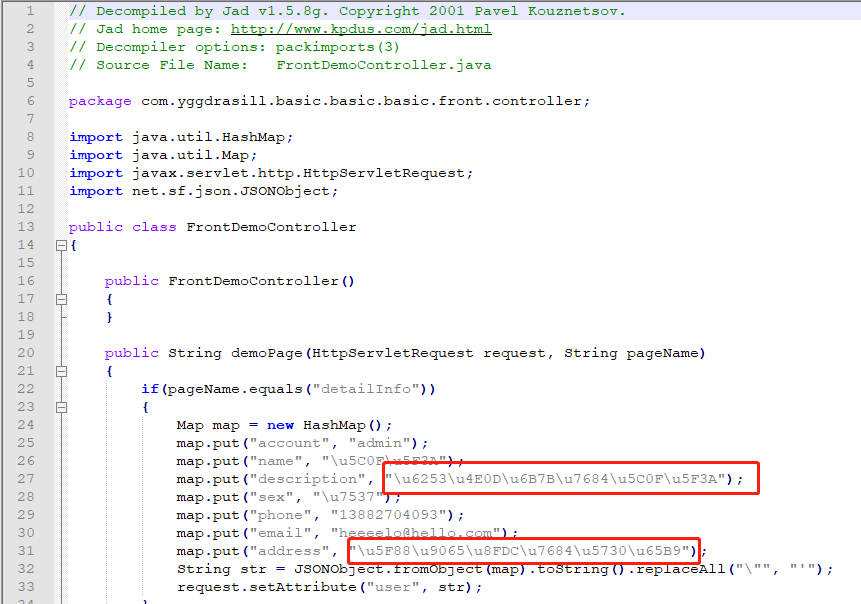 1 // Decompiled by Jad v1.5.8g. Copyright 2001 Pavel Kouznetsov.
2 // Jad home page: http://www.kpdus.com/jad.html
3 // Decompiler options: packimports(3)
4 // Source File Name:   FrontDemoController.java
5
6 package com.yggdrasill.basic.basic.basic.front.controller;
7
8 import java.util.HashMap;
9 import java.util.Map;
10 import javax.servlet.http.HttpServletRequest;
11 import net.sf.json.JSONObject;
12
13 public class FrontDemoController
14 {
15
16     public FrontDemoController()
17     {
18     }
19
20     public String demoPage(HttpServletRequest request, String pageName)
21     {
22         if(pageName.equals("detailInfo"))
23         {
24             Map map = new HashMap();
25             map.put("account", "admin");
26             map.put("name", "\u5C0F\u5F3A");
27             map.put("description", "\u6253\u4E0D\u6B7B\u7684\u5C0F\u5F3A");
28             map.put("sex", "\u7537");
29             map.put("phone", "13882704093");
30             map.put("email", "heeeelo@hello.com");
31             map.put("address", "\u5F88\u9065\u8FDC\u7684\u5730\u65B9");
32             String str = JSONObject.fromObject(map).toString().replaceAll("\"", "'");
33             request.setAttribute("user", str);